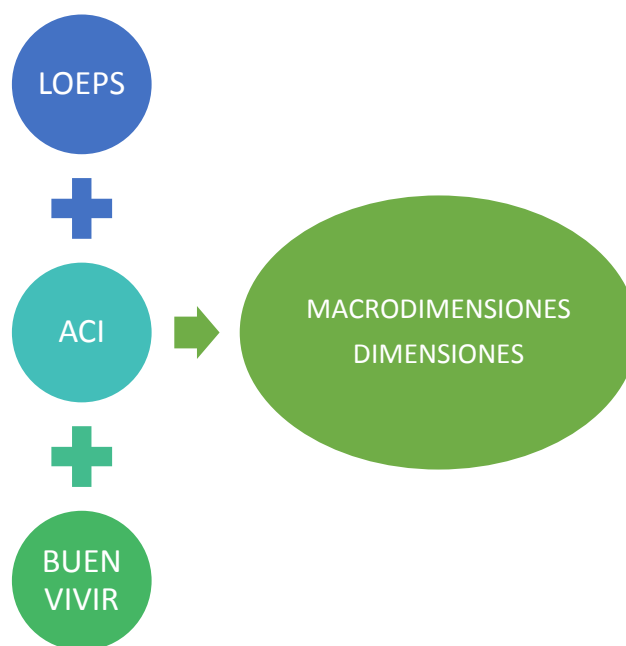 LOEPS
ACI
BUEN
VIVIR
MACRODIMENSIONES
DIMENSIONES